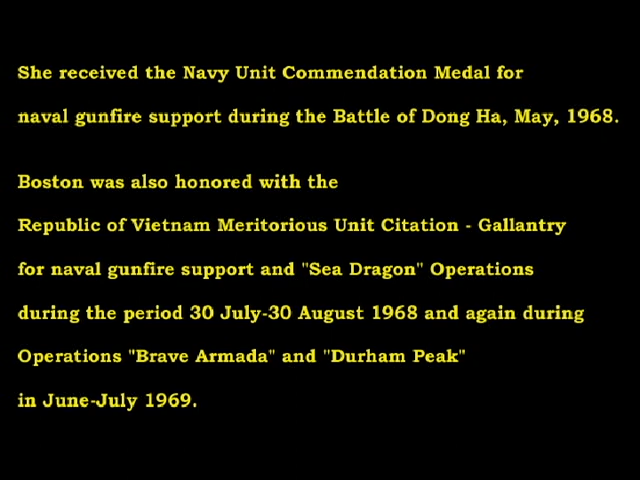 She received the Navy Unit Commendation Medal for
naval gunfire support during the Battle of Dong Ha, May, 1968.
Boston was also honored with the
Republic of Vietnam Meritorious Unit Citation - Gallantry
for naval gunfire support and "Sea Dragon" Operations
during the period 30 July-30 August 1968 and again during
Operations "Brave Armada" and "Durham Peak"
in June-July 1969.